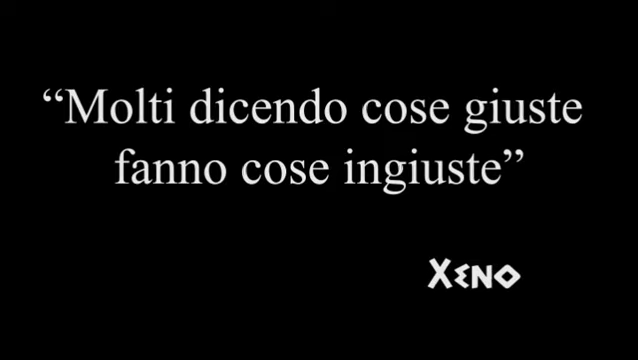 “Molti dicendo cose giuste
fanno cose ingiuste”
Xeno